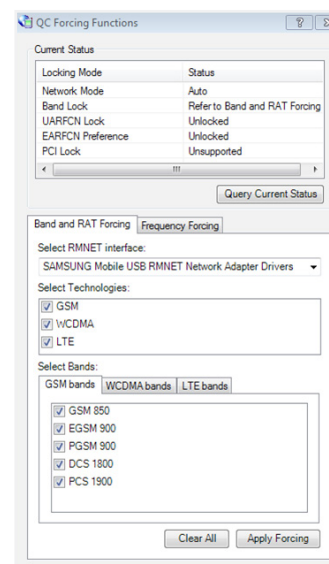 QC Forcing Functions
Current Status
Locking Mode Status
Network Mode Auto
Band Lock Refer to Band and RAT Forcing
UARFCN Lock Unlocked
EARFCN Preference Unlocked
PCI Lock Unsupported
Query Current Status
Band and RAT Forcing Frequency Forcing
Select RMNET interface:
SAMSUNG Mobile USB RMNET Network Adapter Drivers
Select Technologies:
GSM
WCDMA
LTE
Select Bands:
GSM bands WCDMA bands LTE bands
GSM 850
EGSM 900
PGSM 900
DCS 1800
PCS 1900
Clear All Apply Forcing